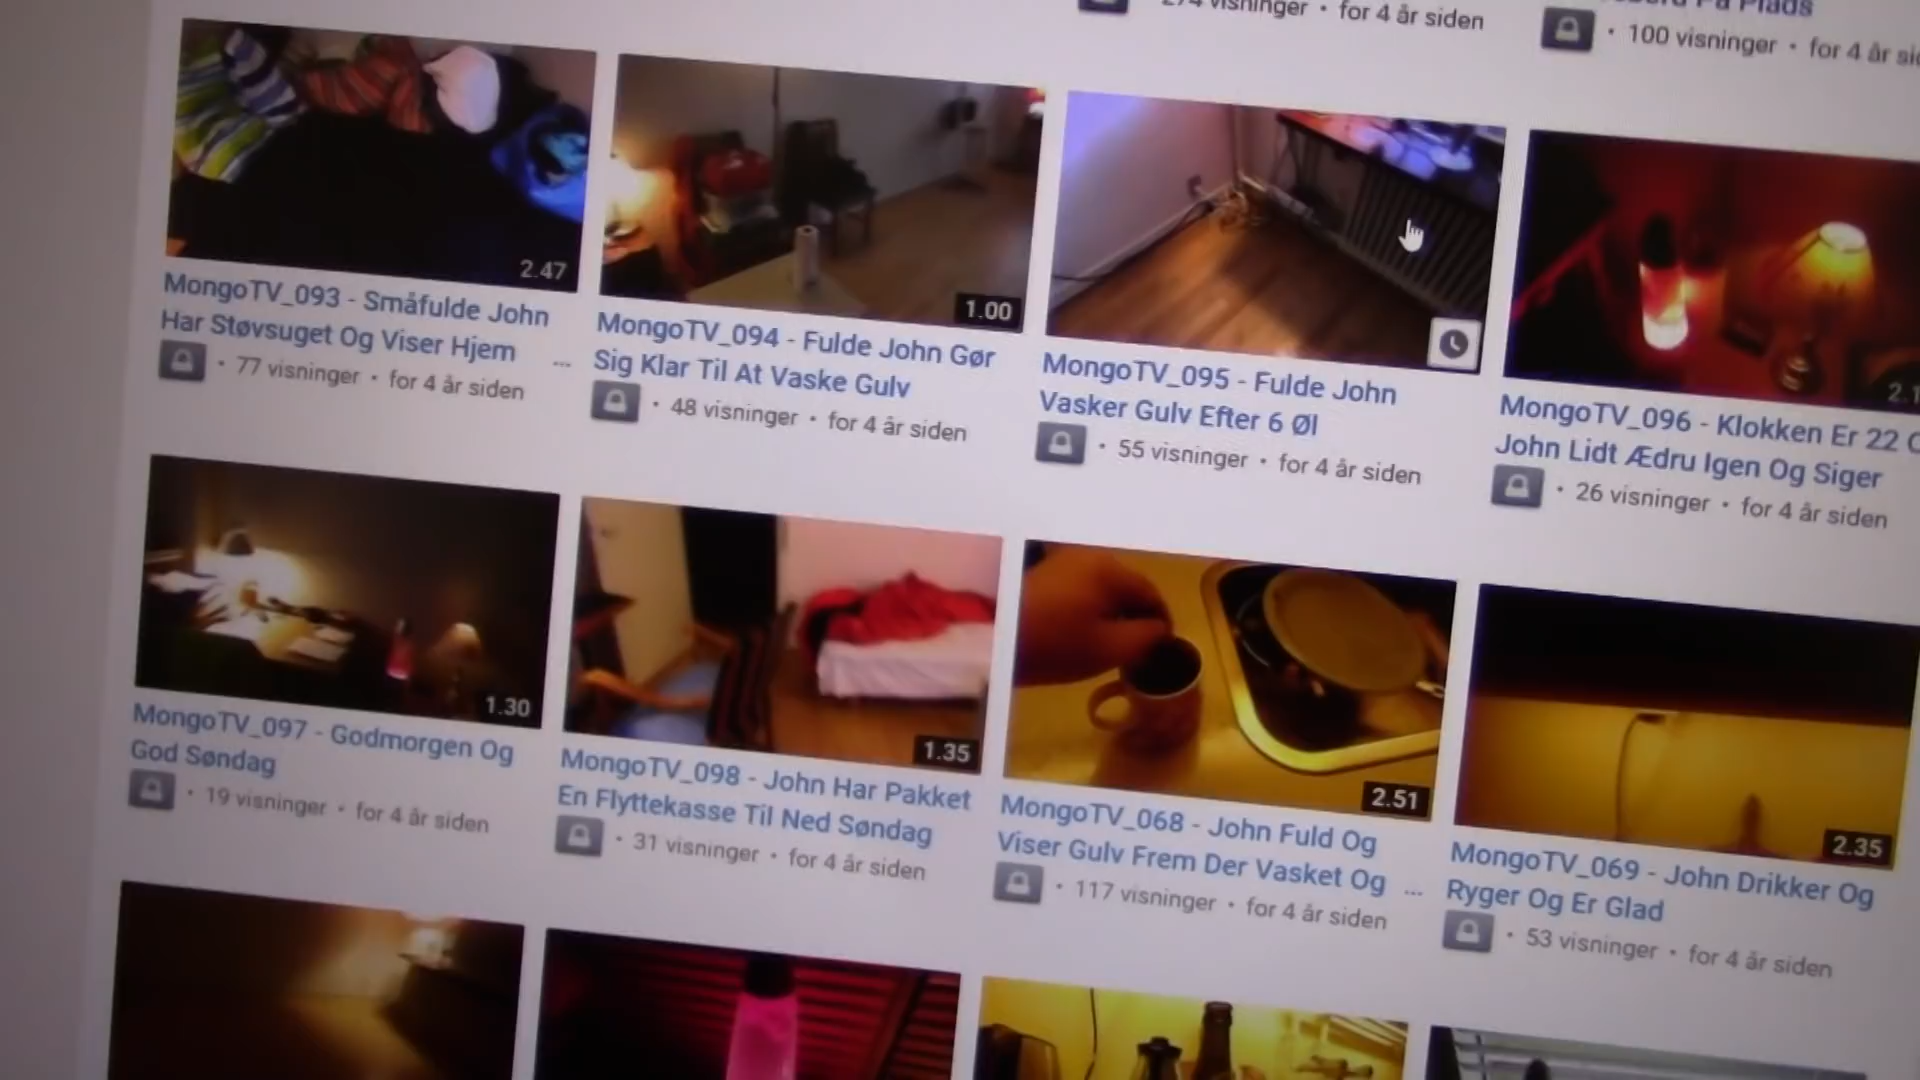 visninger • for 4 år siden
På Plads
• 100 visninger • for 4 år
2.47
MongoTV_093 - Småfulde John
Har Støvsuget Og Viser Hjem ...
• 77 visninger • for 4 år siden
1.00
MongoTV_094 - Fulde John Gør
Sig Klar Til At Vaske Gulv
• 48 visninger • for 4 år siden
MongoTV_095 - Fulde John
Vasker Gulv Efter 6 Øl
• 55 visninger • for 4 år siden
MongoTV_096 - Klokken Er 22
John Lidt Ædru Igen Og Siger
• 26 visninger • for 4 år siden
1.30
MongoTV_097 - Godmorgen Og
God Søndag
• 19 visninger • for 4 år siden
1.35
MongoTV_098 - John Har Pakket
En Flyttekasse Til Ned Søndag
• 31 visninger • for 4 år siden
2.51
MongoTV_068 - John Fuld Og
Viser Gulv Frem Der Vasket Og ...
• 117 visninger • for 4 år siden
2.35
MongoTV_069 - John Drikker Og
Ryger Og Er Glad
• 53 visninger • for 4 år siden